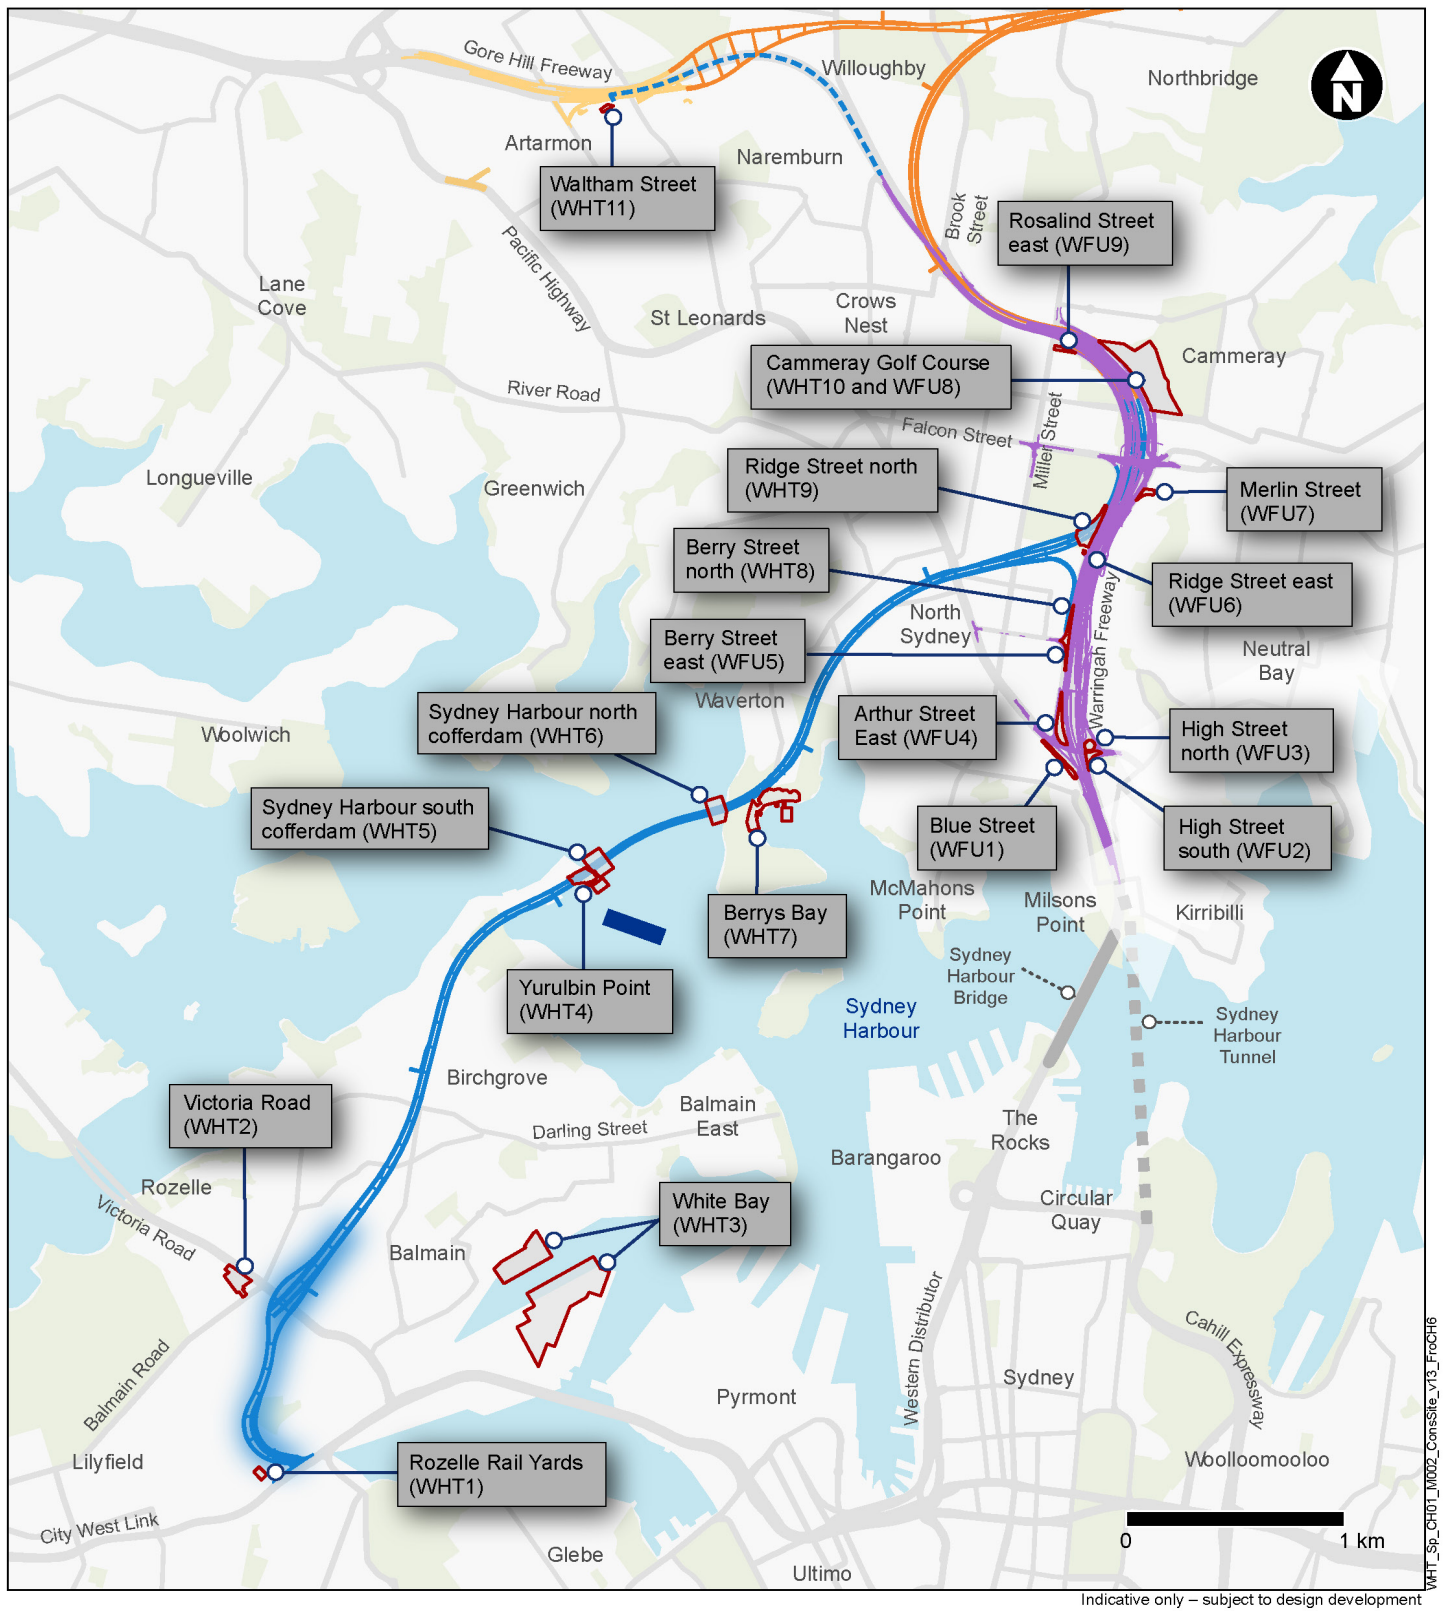 Gore Hill Freeway
Willoughby
Northbridge
N
Artarmon
Naremburn
Waltham Street
(WHT11)
Brook
Street
Rosalind Street
east (WFU9)
Pacific Highway
Lane
Cove
Crows
Nest
St Leonards
Cammeray Golf Course
(WHT10 and WFU8)
Cammeray
River Road
Falcon Street
Miller Street
Longueville
Greenwich
Ridge Street north
(WHT9)
Merlin Street
(WFU7)
Berry Street
north (WHT8)
Ridge Street east
(WFU6)
North
Sydney
Warringah Freeway
Berry Street
east (WFU5)
Neutral
Bay
Waverton
Woolwich
Sydney Harbour north
cofferdam (WHT6)
Arthur Street
East (WFU4)
High Street
north (WFU3)
Sydney Harbour south
cofferdam (WHT5)
Blue Street
(WFU1)
High Street
south (WFU2)
McMahons
Point
Milsons
Point
Kirribilli
Berrys Bay
(WHT7)
Yurulbin Point
(WHT4)
Sydney
Harbour
Bridge
Sydney
Harbour
Sydney
Harbour
Tunnel
Birchgrove
Victoria Road
(WHT2)
Balmain
East
Darling Street
The
Rocks
Barangaroo
Rozelle
Victoria Road
White Bay
(WHT3)
Circular
Quay
Balmain
Western Distributor
Cahill Expressway
Balmain Road
Sydney
Pyrmont
Lilyfield
Rozelle Rail Yards
(WHT1)
Woolloomooloo
City West Link
Glebe
Ultimo
0 1 km
WHT_Sp_CH01_M002_ConsSite_v13_FroCH6
Indicative only – subject to design development